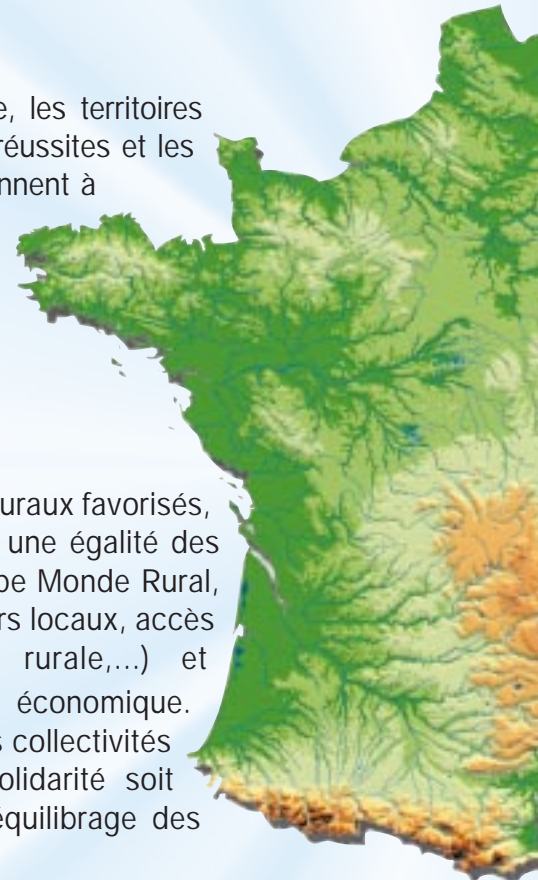 e, les territoires
réussites et les
nnent à
uraux favorisés,
une égalité des
pe Monde Rural,
rs locaux, accès
rurale,...) et
économique.
s collectivités
olidarité soit
équilibrage des